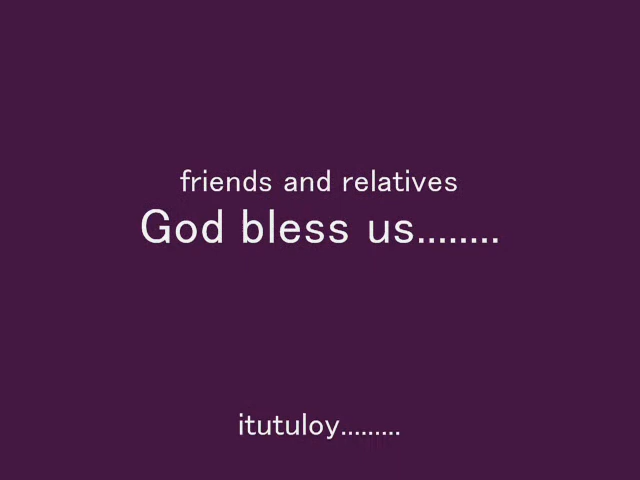 friends and relatives
God bless us........
itutuloy.........